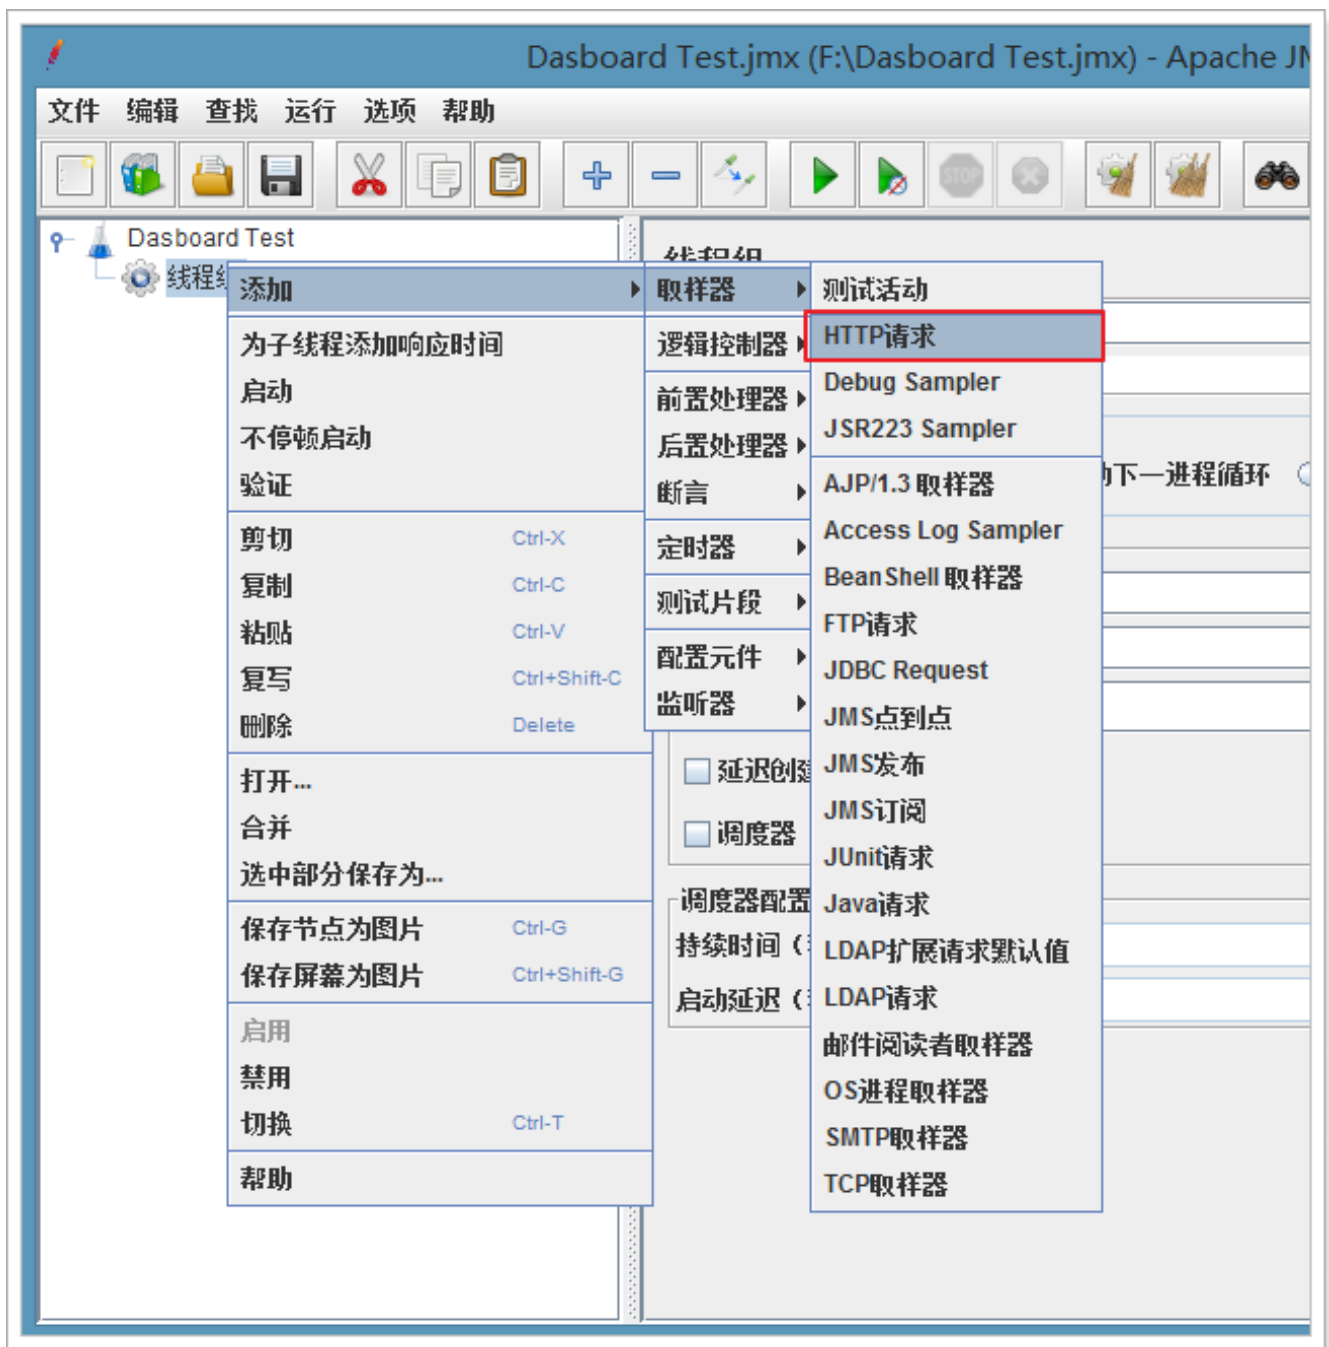 Dasboard Test.jmx (F:\Dasboard Test.jmx) - Apache JM
文件 编辑 查找 运行 选项 帮助
STOP
Dasboard Test
线程组
线程组
添加
为子线程添加响应时间
启动
不停顿启动
验证
剪切 Ctrl-X
复制 Ctrl-C
粘贴 Ctrl-V
复写 Ctrl+Shift-C
删除 Delete
打开...
合并
选中部分保存为...
保存节点为图片 Ctrl-G
保存屏幕为图片 Ctrl+Shift-G
启用
禁用
切换 Ctrl-T
帮助
取样器
逻辑控制器
前置处理器
后置处理器
断言
定时器
测试片段
配置元件
监听器
测试活动
HTTP请求
Debug Sampler
JSR223 Sampler
AJP/1.3 取样器
Access Log Sampler
BeanShell 取样器
FTP请求
JDBC Request
JMS点到点
JMS发布
JMS订阅
JUnit请求
Java请求
LDAP扩展请求默认值
LDAP请求
邮件阅读者取样器
OS进程取样器
SMTP取样器
TCP取样器
下一进程循环
延迟创建
调度器
调度器配置
持续时间（
启动延迟（